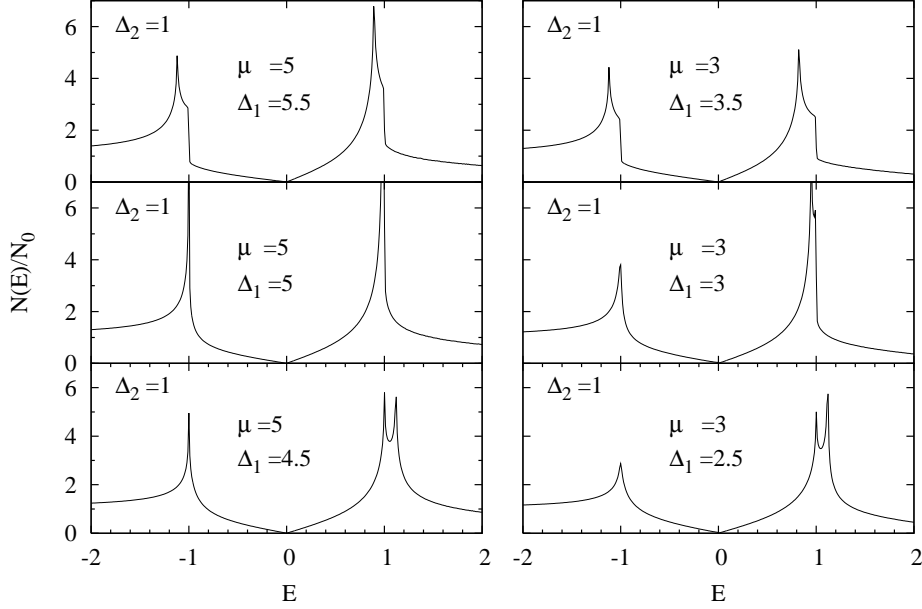 N(E)/N₀
6
4
2
0
Δ₂ =1
μ =5
Δ₁ =5.5
Δ₂ =1
μ =3
Δ₁ =3.5
6
4
2
0
Δ₂ =1
μ =5
Δ₁ =5
Δ₂ =1
μ =3
Δ₁ =3
6
4
2
0
Δ₂ =1
μ =5
Δ₁ =4.5
Δ₂ =1
μ =3
Δ₁ =2.5
-2 -1 0 1 2
-2 -1 0 1 2
E
E